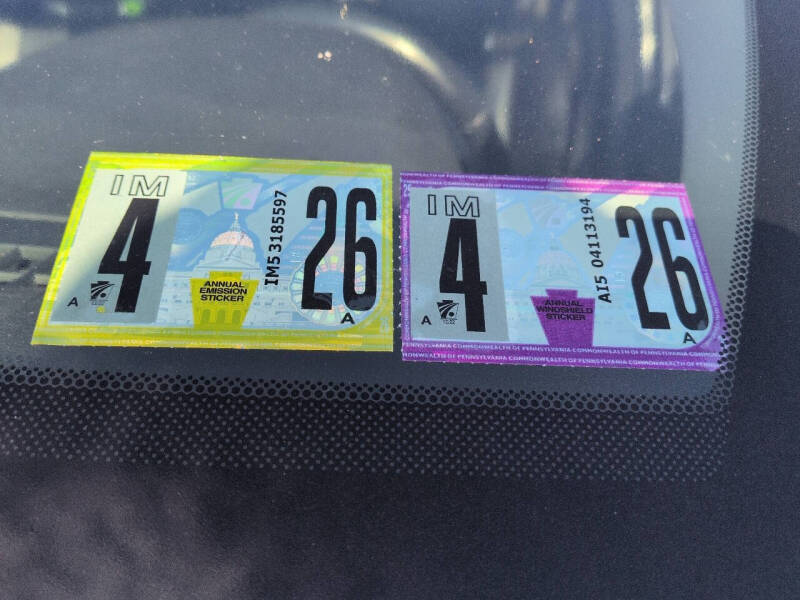 IM
4
A
ANNUAL
EMISSION
STICKER
IM5 3185597
26
A
COMMONWEALTH OF PENNSYLVANIA
IM
4
A
ANNUAL
WINDSHIELD
STICKER
AI5 04113194
26
A
PENNSYLVANIA COMMONWEALTH OF PENNSYLVANIA COMMONWEALTH OF PENNSYLVANIA